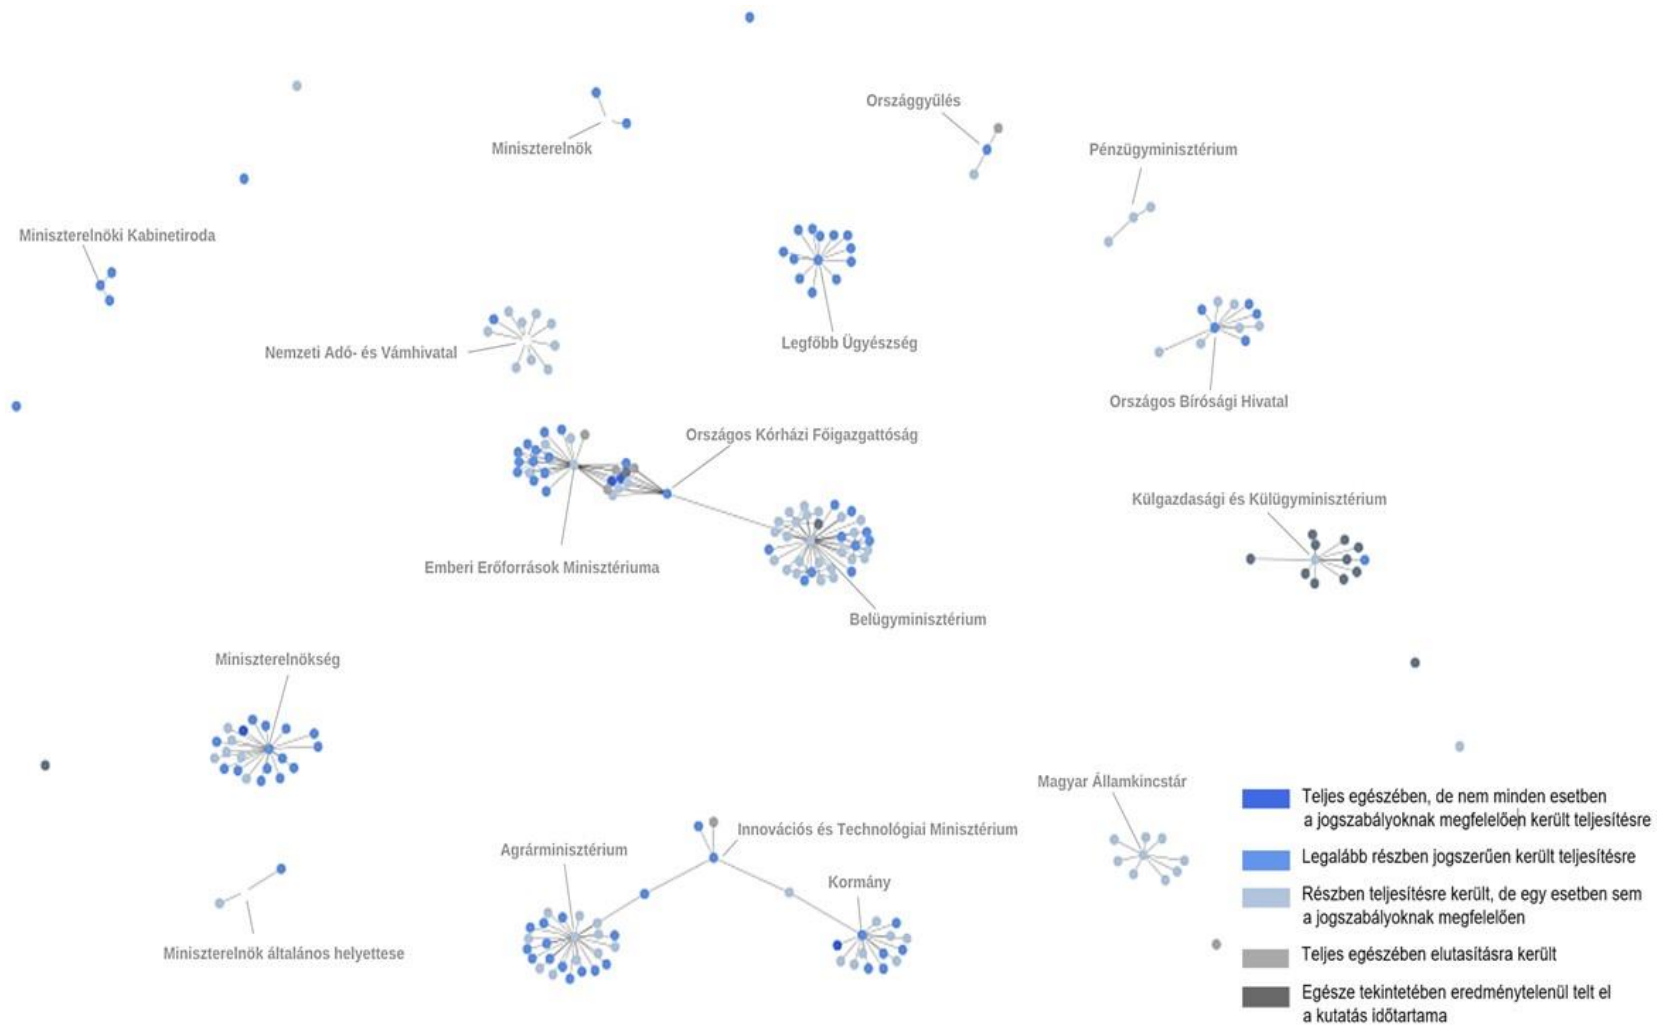 Országgyűlés
Miniszterelnök
Pénzügyminisztérium
Miniszterelnöki Kabinetiroda
Legfőbb Ügyészség
Nemzeti Adó- és Vámhivatal
Országos Bírósági Hivatal
Országos Kórházi Főigazgattóság
Külgazdasági és Külügyminisztérium
Emberi Erőforrások Minisztériuma
Belügyminisztérium
Miniszterelnökség
Magyar Államkincstár
Innovációs és Technológiai Minisztérium
Agrárminisztérium
Kormány
Miniszterelnök általános helyettese
Teljes egészében, de nem minden esetben
a jogszabályoknak megfelelően került teljesítésre
Legalább részben jogszerűen került teljesítésre
Részben teljesítésre került, de egy esetben sem
a jogszabályoknak megfelelően
Teljes egészében elutasításra került
Egésze tekintetében eredménytelenül telt el
a kutatás időtartama